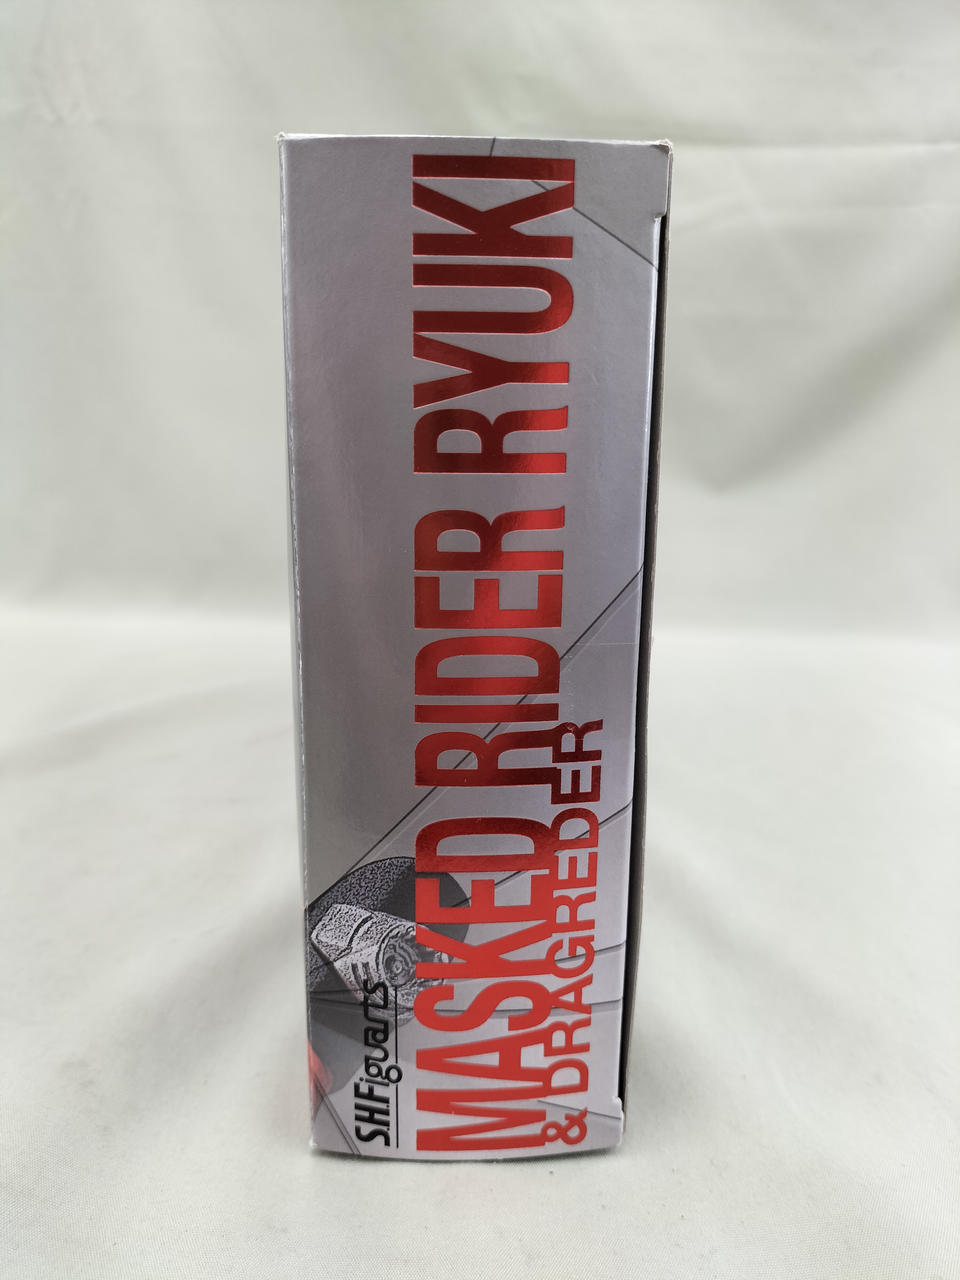 S.H.Figuarts
MASKED RIDER RYUKI
& DRAGREDER